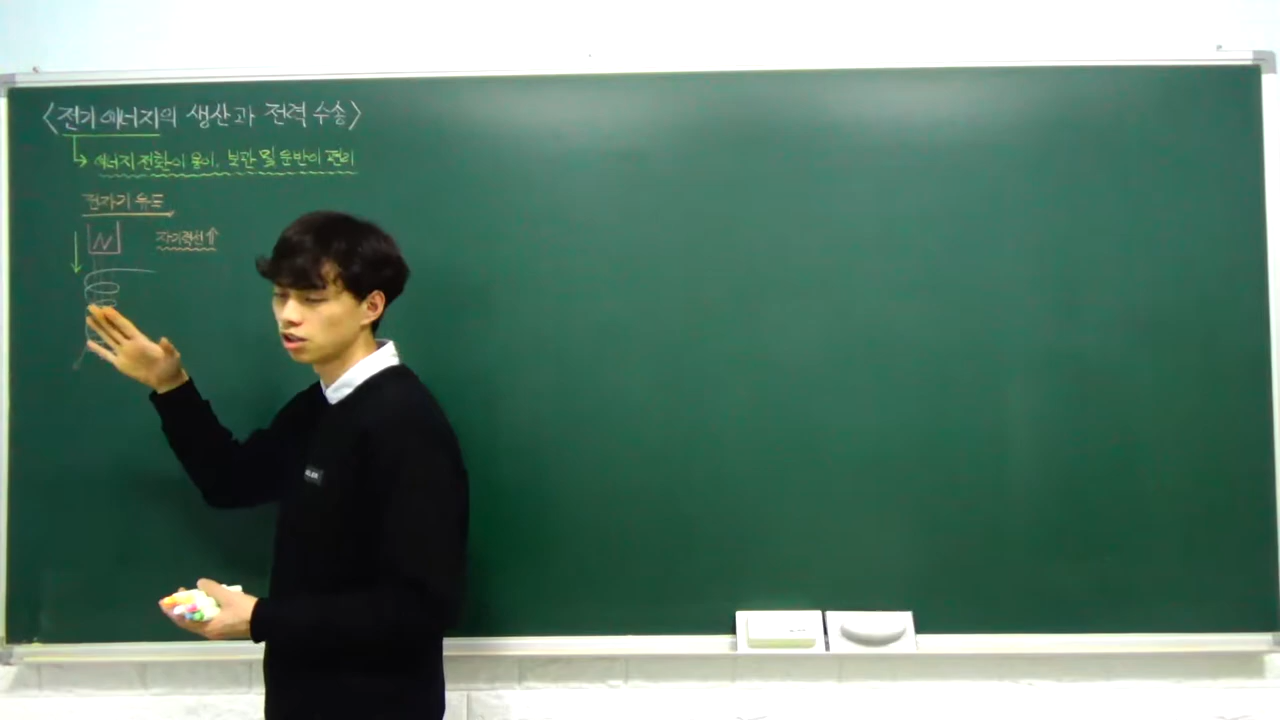 <전기에너지의 생산과 전력 수송>
에너지 전환이 용이, 보관 및 운반이 편리
전자기 유도
N
자기력선⇑